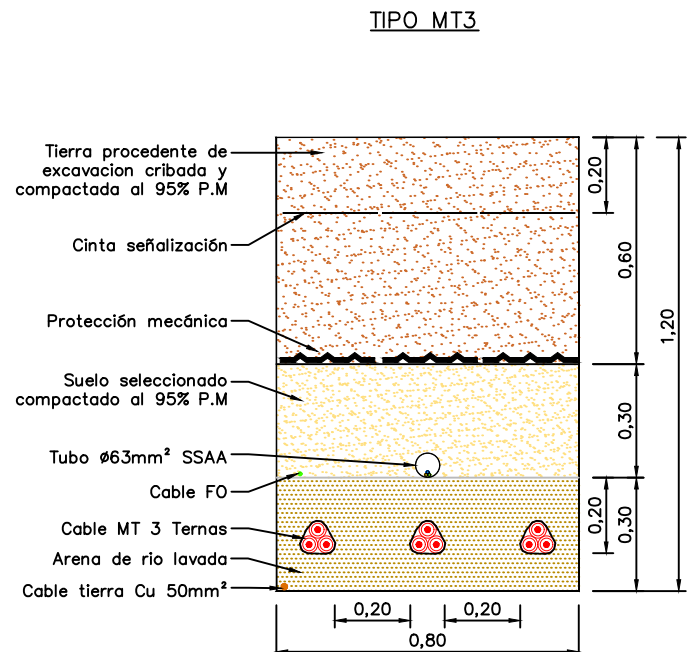 TIPO MT3
Tierra procedente de
excavacion cribada y
compactada al 95% P.M
Cinta señalización
Protección mecánica
Suelo seleccionado
compactado al 95% P.M
Tubo ø63mm² SSAA
Cable FO
Cable MT 3 Ternas
Arena de rio lavada
Cable tierra Cu 50mm²
0,20
0,60
1,20
0,30
0,20
0,30
0,20
0,20
0,80